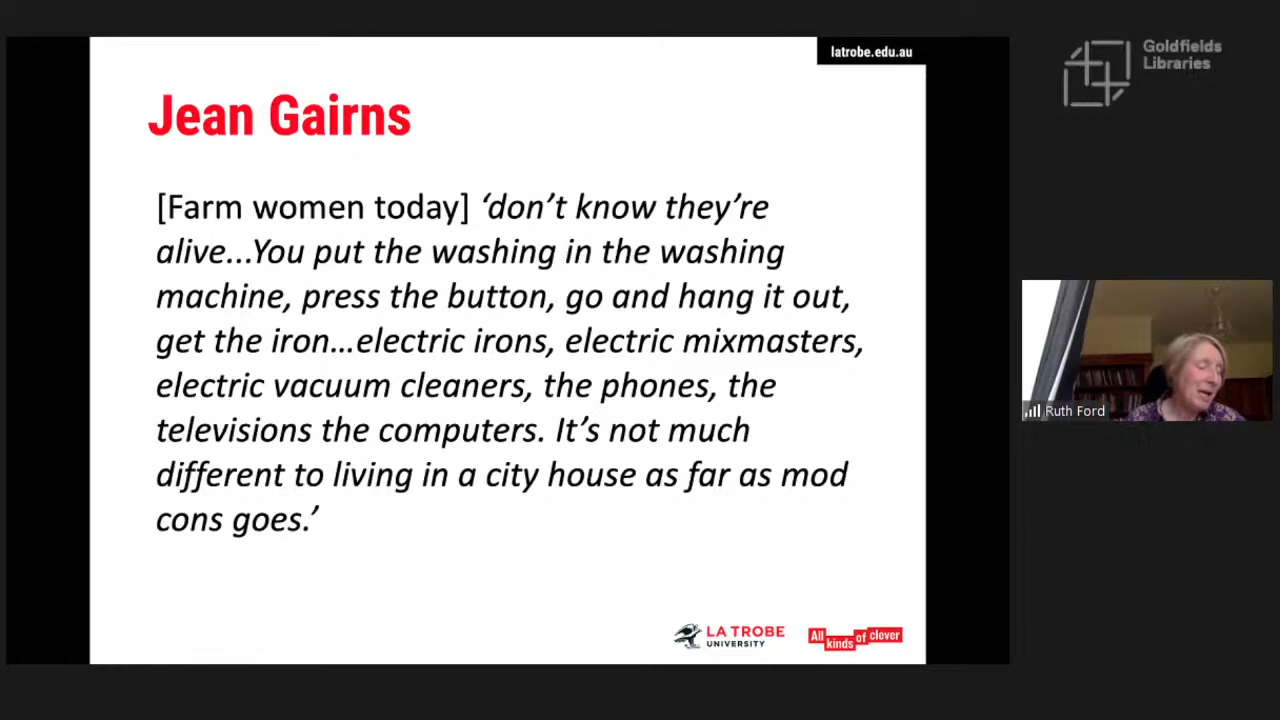 latrobe.edu.au
Goldfields
Libraries
Jean Gairns
[Farm women today] ‘don’t know they’re
alive...You put the washing in the washing
machine, press the button, go and hang it out,
get the iron…electric irons, electric mixmasters,
electric vacuum cleaners, the phones, the
televisions the computers. It’s not much
different to living in a city house as far as mod
cons goes.’
Ruth Ford
LA TROBE
UNIVERSITY
All kinds of clever